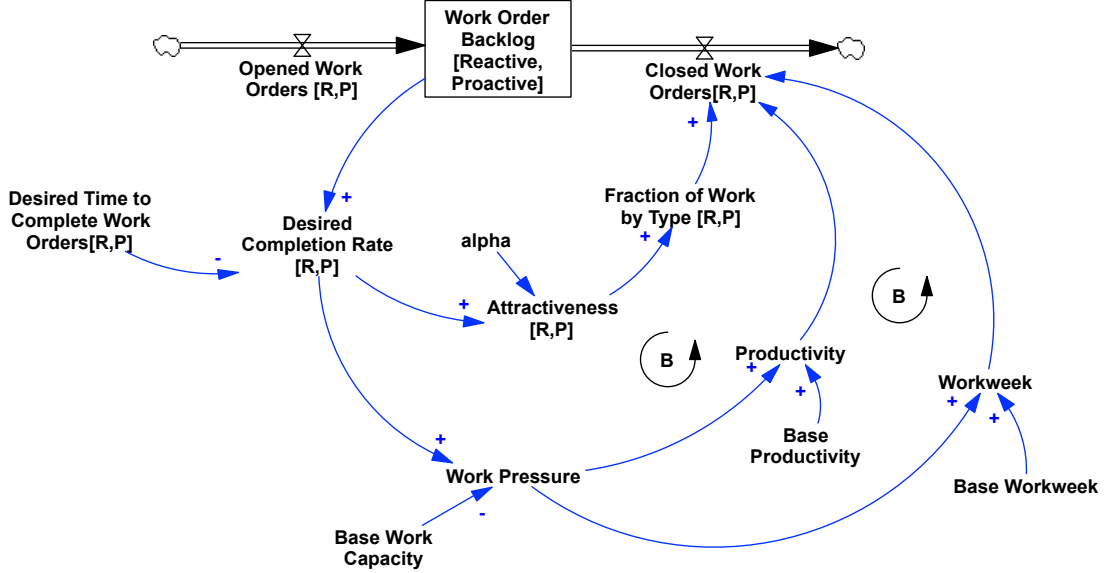 Work Order
Backlog
[Reactive,
Proactive]
Opened Work
Orders [R,P]
Closed Work
Orders[R,P]
+
+
Desired Time to
Complete Work
Orders[R,P]
-
Desired
Completion Rate
[R,P]
alpha
Fraction of Work
by Type [R,P]
+
+
Attractiveness
[R,P]
B
B
Productivity
+
+
Workweek
+
+
Base
Productivity
+
Work Pressure
-
Base Workweek
Base Work
Capacity